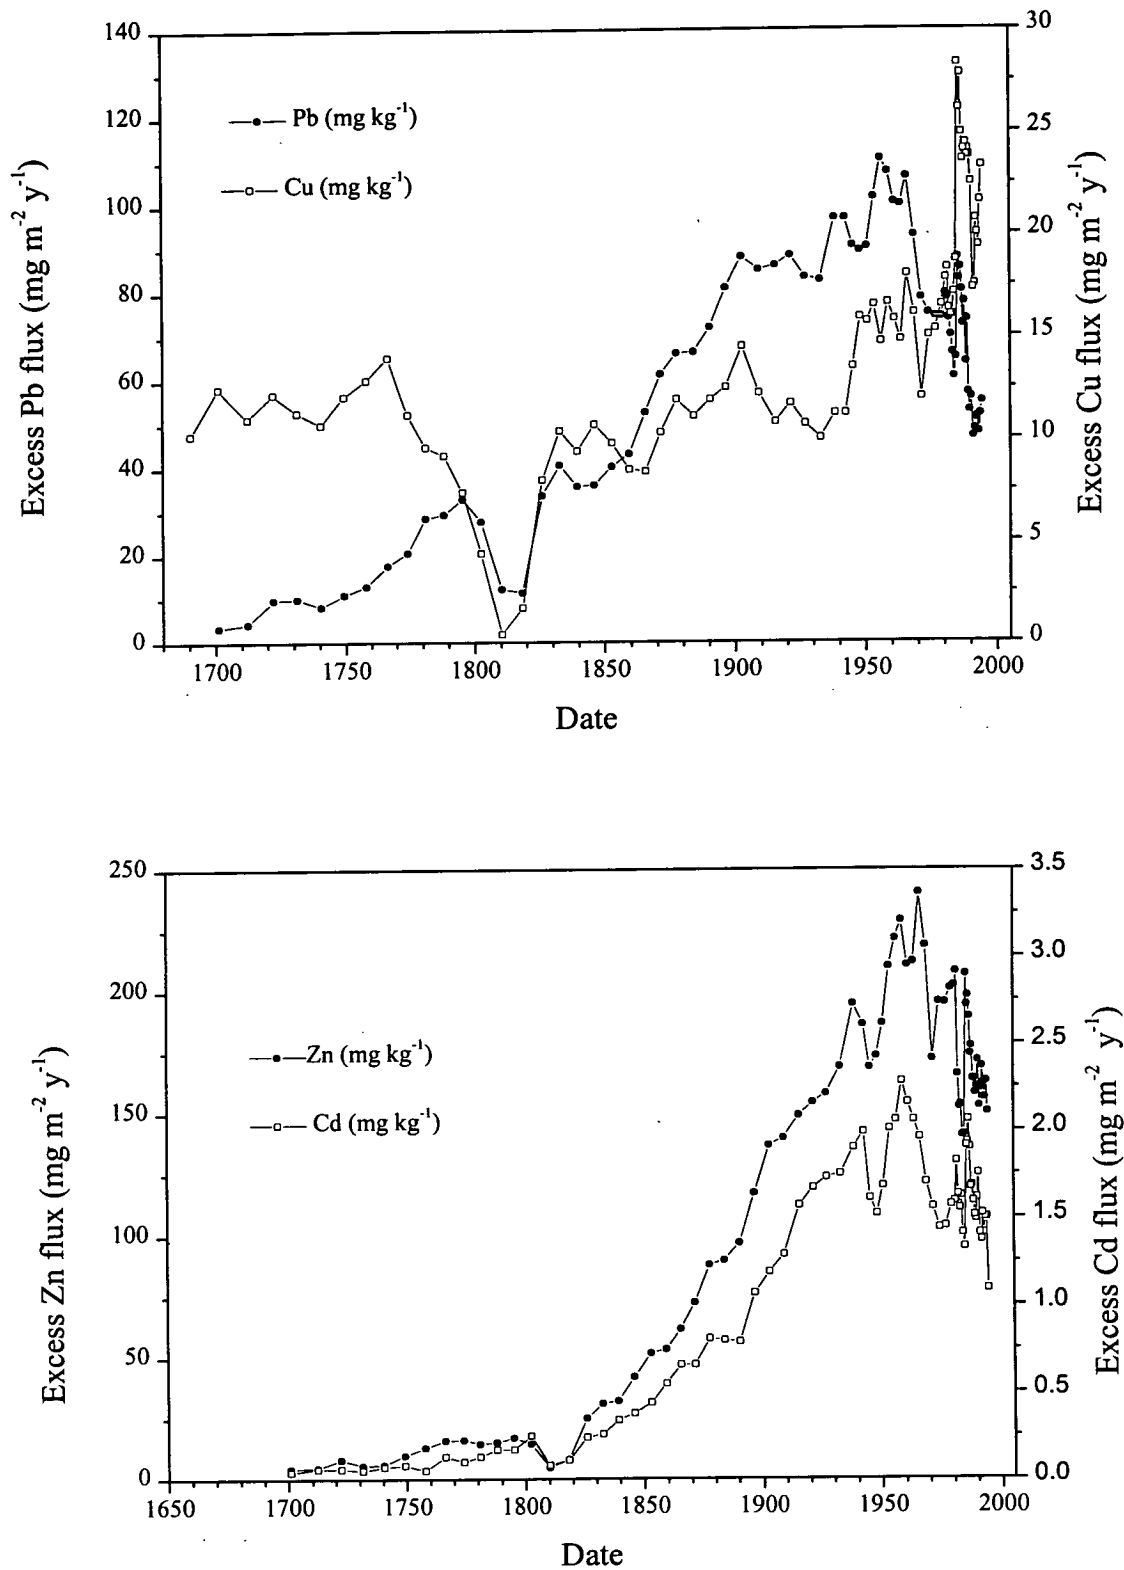 Excess Pb flux (mg m⁻² y⁻¹)
140
120
100
80
60
40
20
0
Pb (mg kg⁻¹)
Cu (mg kg⁻¹)
30
25
20
15
10
5
0
Excess Cu flux (mg m⁻² y⁻¹)
1700 1750 1800 1850 1900 1950 2000
Date
Excess Zn flux (mg m⁻² y⁻¹)
250
200
150
100
50
0
Zn (mg kg⁻¹)
Cd (mg kg⁻¹)
3.5
3.0
2.5
2.0
1.5
1.0
0.5
0.0
Excess Cd flux (mg m⁻² y⁻¹)
1650 1700 1750 1800 1850 1900 1950 2000
Date